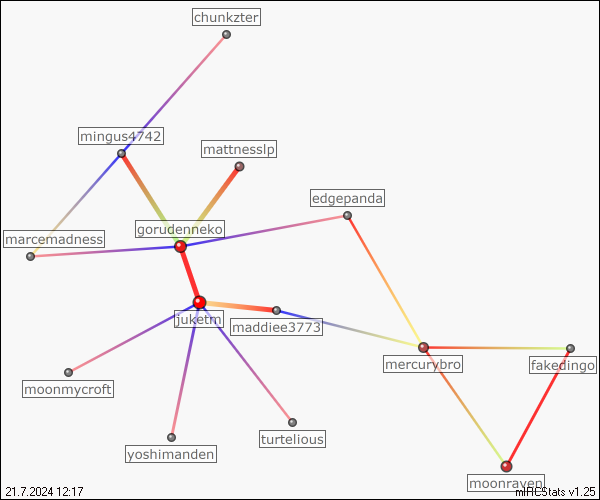 chunkzter
mingus4742
mattnesslp
edgepanda
gorudenneko
marcemadness
juketm
maddiee3773
mercurybro
fakedingo
moonmycroft
turtelious
yoshimanden
moonraven
21.7.2024 12:17
mIRCStats v1.25